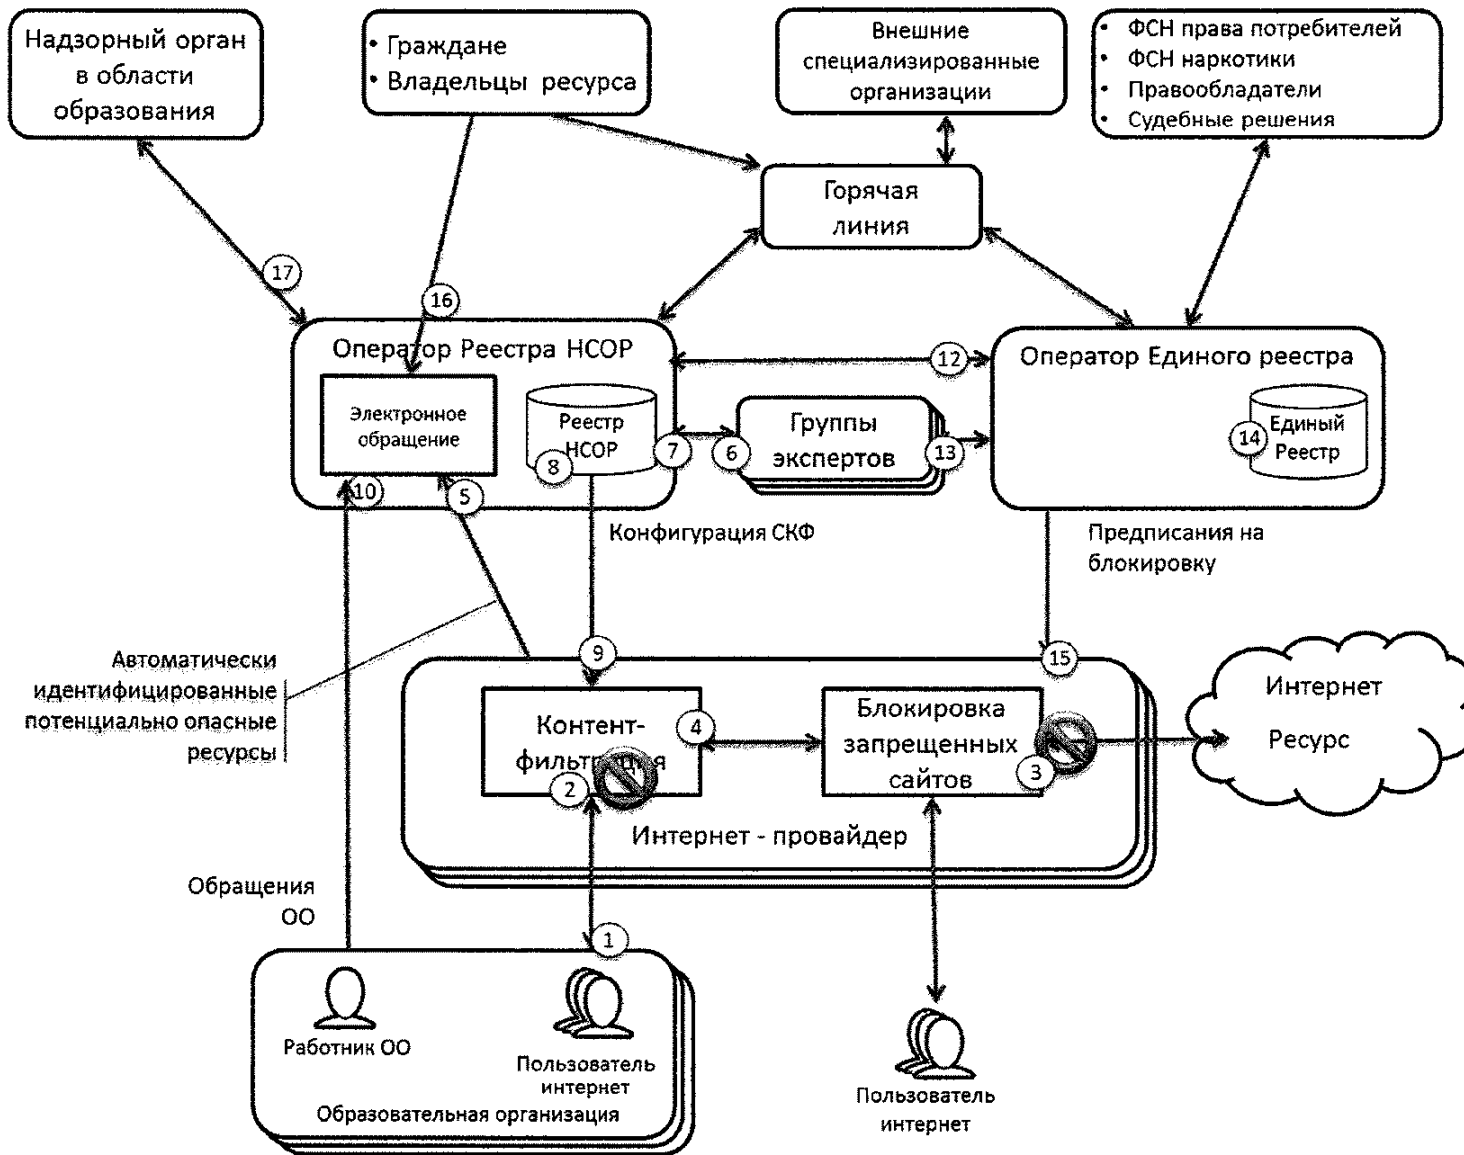 Надзорный орган
в области
образования
• Граждане
• Владельцы ресурса
Внешние
специализированные
организации
• ФСН права потребителей
• ФСН наркотики
• Правообладатели
• Судебные решения
Горячая
линия
17
16
Оператор Реестра НСОР
Электронное
обращение
Реестр
НСОР
8
7
10
5
12
Группы
экспертов
6
13
Оператор Единого реестра
14
Единый
Реестр
Конфигурация СКФ
Предписания на
блокировку
Автоматически
идентифицированные
потенциально опасные
ресурсы
9
15
Контент-
фильтрация
4
2
Блокировка
запрещенных
сайтов
3
Интернет
Ресурс
Интернет - провайдер
Обращения
ОО
1
Работник ОО
Пользователь
интернет
Образовательная организация
Пользователь
интернет